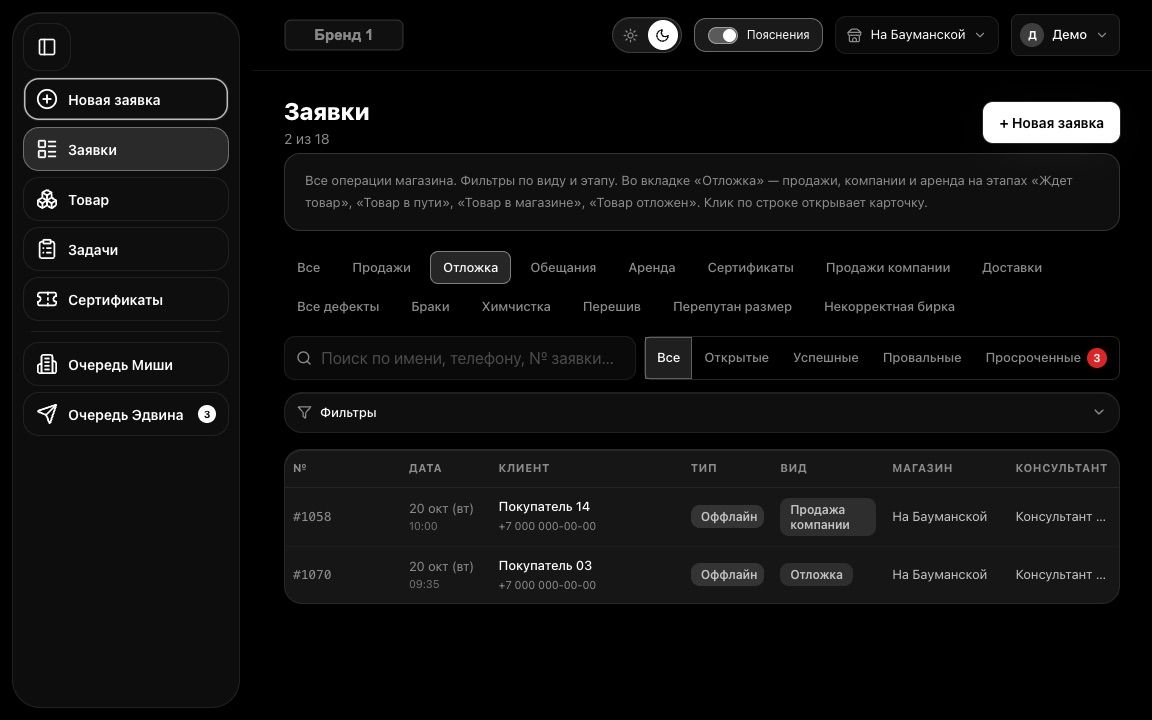 Бренд 1
Пояснения
На Бауманской
Д
Демо
Новая заявка
Заявки
Товар
Задачи
Сертификаты
Очередь Миши
Очередь Эдвина
3
Заявки
2 из 18
+ Новая заявка
Все операции магазина. Фильтры по виду и этапу. Во вкладке «Отложка» — продажи, компании и аренда на этапах «Ждет
товар», «Товар в пути», «Товар в магазине», «Товар отложен». Клик по строке открывает карточку.
Все Продажи Отложка Обещания Аренда Сертификаты Продажи компании Доставки
Все дефекты Браки Химчистка Перешив Перепутан размер Некорректная бирка
Поиск по имени, телефону, № заявки...
Все Открытые Успешные Провальные Просроченные 3
Фильтры
№ ДАТА КЛИЕНТ ТИП ВИД МАГАЗИН КОНСУЛЬТАНТ
#1058
20 окт (вт)
10:00
Покупатель 14
+7 000 000-00-00
Оффлайн
Продажа
компании
На Бауманской
Консультант ...
#1070
20 окт (вт)
09:35
Покупатель 03
+7 000 000-00-00
Оффлайн
Отложка
На Бауманской
Консультант ...